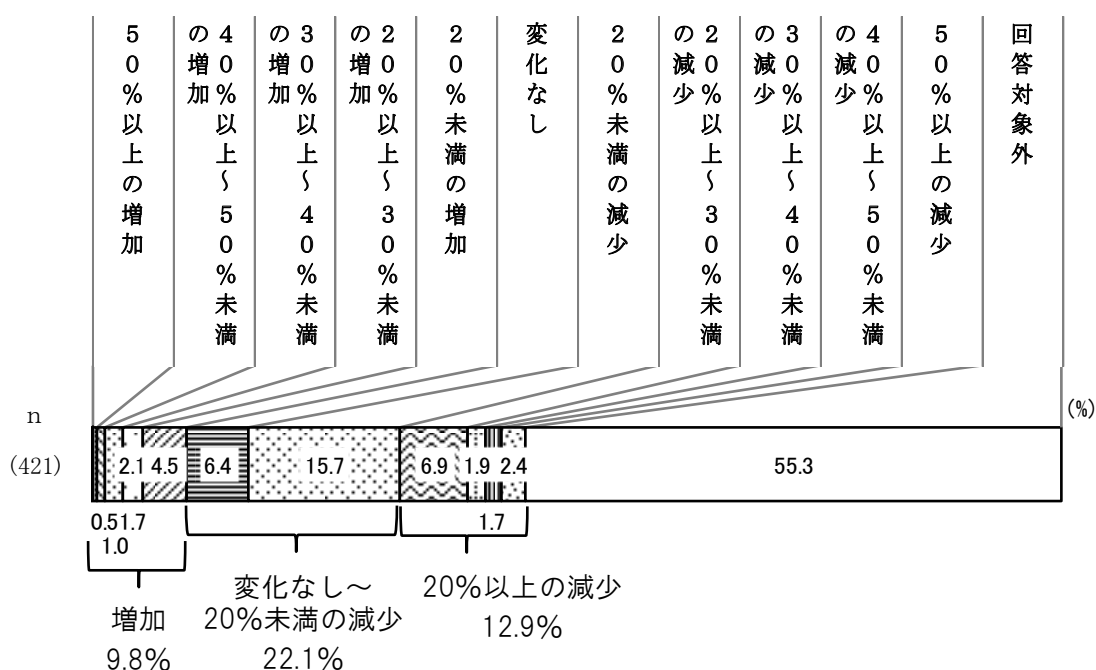 50%以上の増加
40%以上～50%未満
の増加
30%以上～40%未満
の増加
20%以上～30%未満
の増加
20%未満の増加
変化なし
20%未満の減少
20%以上～30%未満
の減少
30%以上～40%未満
の減少
40%以上～50%未満
の減少
50%以上の減少
回答対象外
n
(%)
(421)
2.1 4.5 6.4 15.7 6.9 1.9 2.4 55.3
0.5 1.7 1.7
1.0
増加
9.8%
変化なし～
20%未満の減少
22.1%
20%以上の減少
12.9%